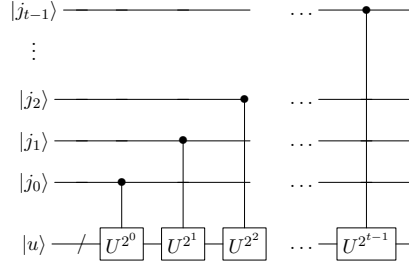 |j_{t−1}⟩ ...
⋮
|j_2⟩ ...
|j_1⟩ ...
|j_0⟩ ...
|u⟩ U^{2^0} U^{2^1} U^{2^2} ... U^{2^{t−1}}